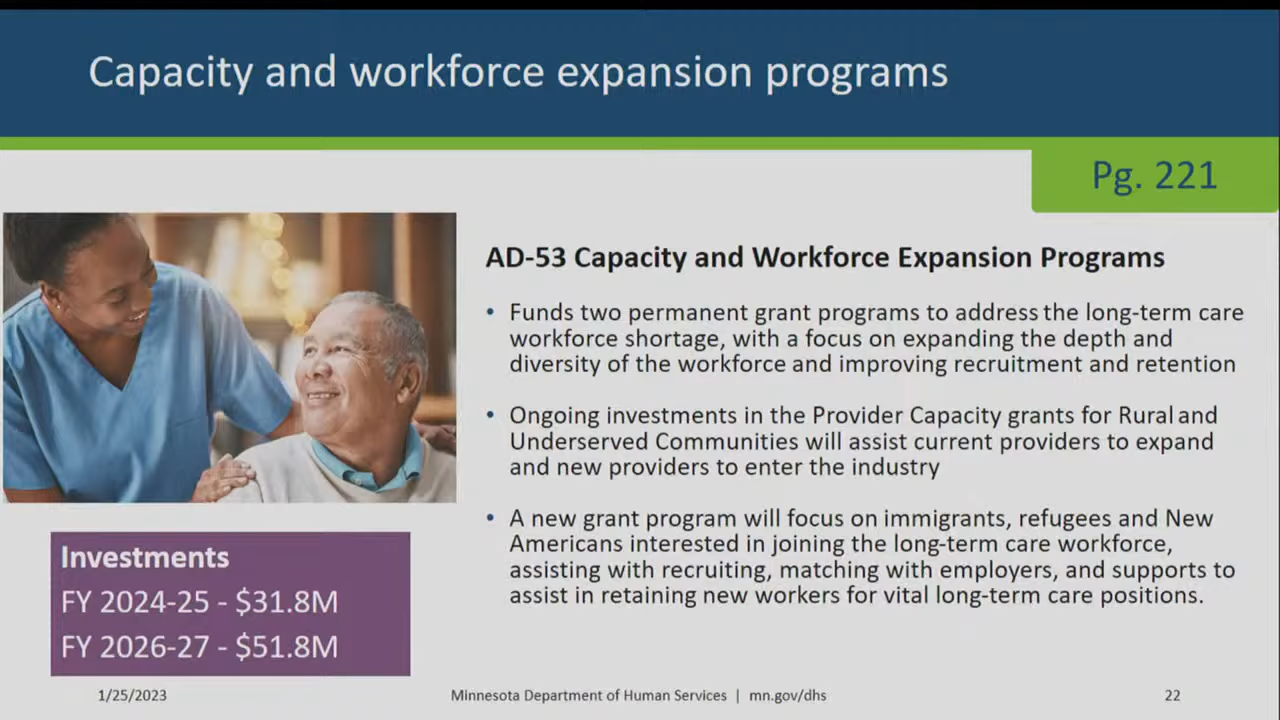 Capacity and workforce expansion programs
Pg. 221
AD-53 Capacity and Workforce Expansion Programs
• Funds two permanent grant programs to address the long-term care
workforce shortage, with a focus on expanding the depth and
diversity of the workforce and improving recruitment and retention
• Ongoing investments in the Provider Capacity grants for Rural and
Underserved Communities will assist current providers to expand
and new providers to enter the industry
• A new grant program will focus on immigrants, refugees and New
Americans interested in joining the long-term care workforce,
assisting with recruiting, matching with employers, and supports to
assist in retaining new workers for vital long-term care positions.
Investments
FY 2024-25 - $31.8M
FY 2026-27 - $51.8M
1/25/2023
Minnesota Department of Human Services | mn.gov/dhs
22